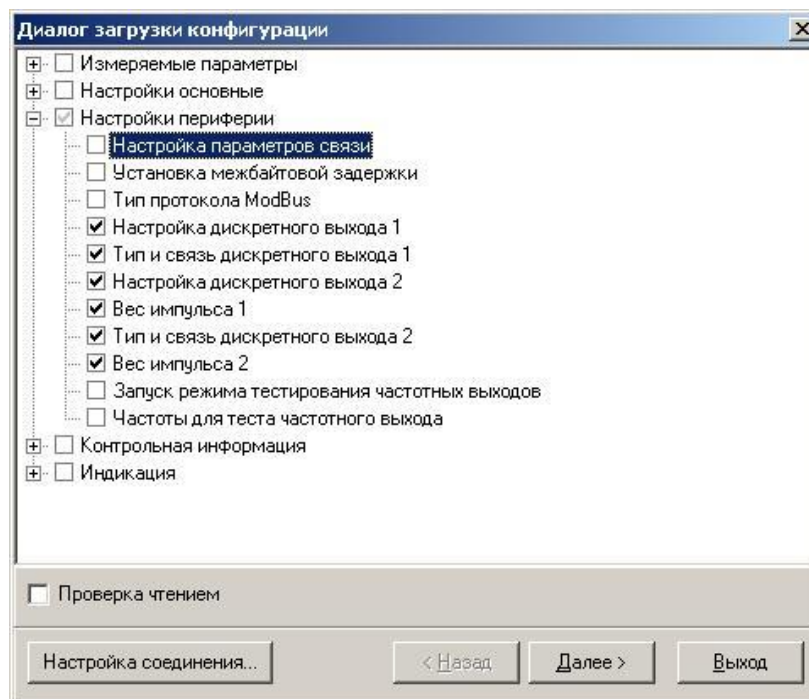 Диалог загрузки конфигурации
Измеряемые параметры
Настройки основные
Настройки периферии
Настройка параметров связи
Установка межбайтовой задержки
Тип протокола ModBus
Настройка дискретного выхода 1
Тип и связь дискретного выхода 1
Настройка дискретного выхода 2
Вес импульса 1
Тип и связь дискретного выхода 2
Вес импульса 2
Запуск режима тестирования частотных выходов
Частоты для теста частотного выхода
Контрольная информация
Индикация
Проверка чтением
Настройка соединения... < Назад Далее > Выход